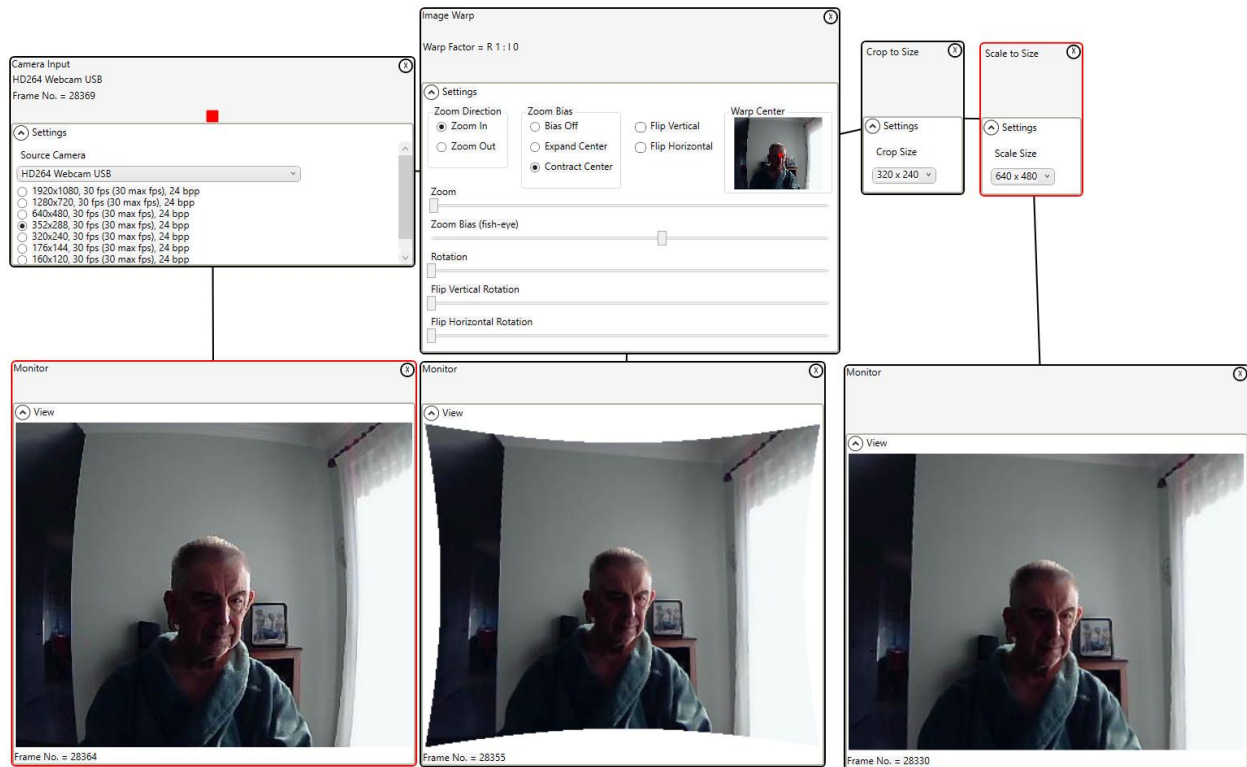 Camera Input
HD264 Webcam USB
Frame No. = 28369
Settings
Source Camera
HD264 Webcam USB
1920x1080, 30 fps (30 max fps), 24 bpp
1280x720, 30 fps (30 max fps), 24 bpp
640x480, 30 fps (30 max fps), 24 bpp
352x288, 30 fps (30 max fps), 24 bpp
320x240, 30 fps (30 max fps), 24 bpp
176x144, 30 fps (30 max fps), 24 bpp
160x120, 30 fps (30 max fps), 24 bpp
X
Image Warp
Warp Factor = R 1 : I 0
Settings
Zoom Direction
Zoom In
Zoom Out
Zoom Bias
Bias Off
Expand Center
Contract Center
Flip Vertical
Flip Horizontal
Warp Center
Zoom
Zoom Bias (fish-eye)
Rotation
Flip Vertical Rotation
Flip Horizontal Rotation
X
Crop to Size
Settings
Crop Size
320 x 240
X
Scale to Size
Settings
Scale Size
640 x 480
X
Monitor
View
Frame No. = 28364
X
Monitor
View
Frame No. = 28355
X
Monitor
View
Frame No. = 28330
X